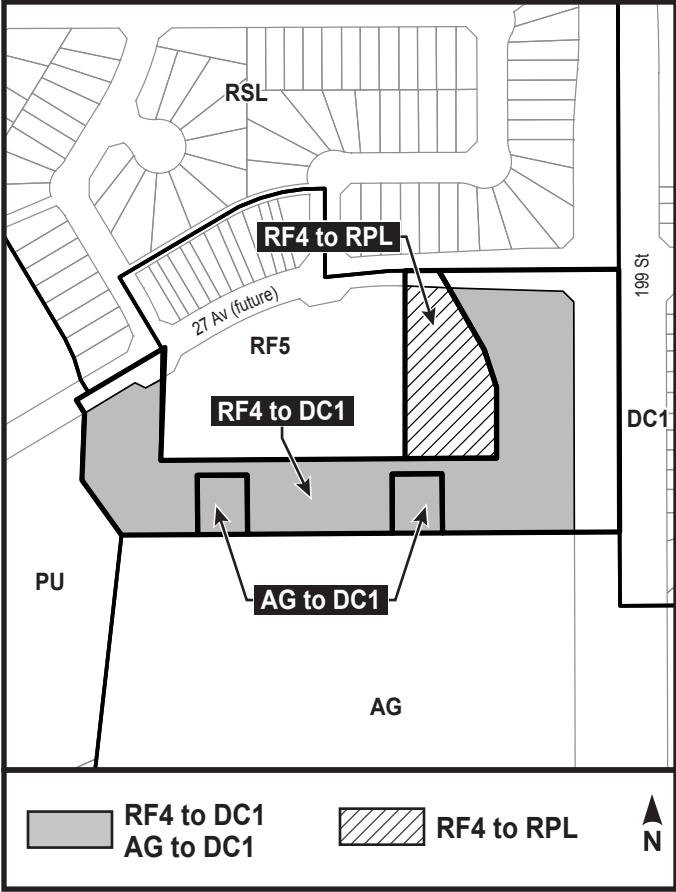 RSL
RF4 to RPL
199 St
27 Av (future)
RF5
RF4 to DC1
DC1
PU
AG to DC1
AG
RF4 to DC1
AG to DC1
RF4 to RPL
N